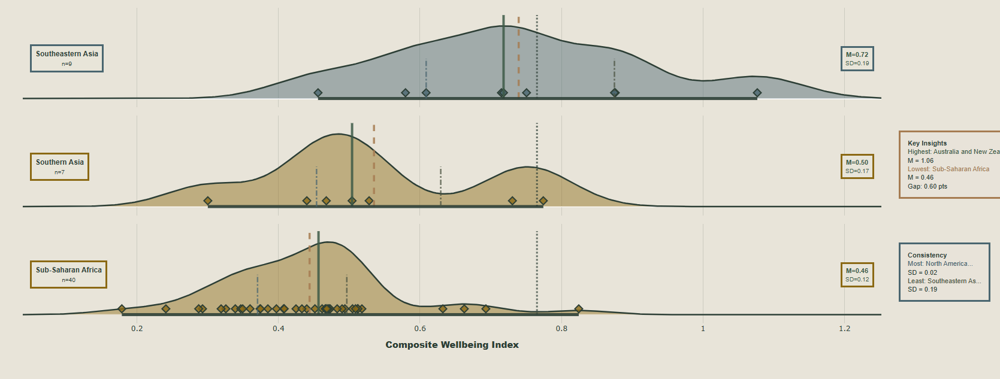 Southeastern Asia
n=9
M=0.72
SD=0.19
Southern Asia
n=7
M=0.50
SD=0.17
Key Insights
Highest: Australia and New Zea
M = 1.06
Lowest: Sub-Saharan Africa
M = 0.46
Gap: 0.60 pts
Sub-Saharan Africa
n=40
M=0.46
SD=0.12
Consistency
Most: North America...
SD = 0.02
Least: Southeastern As...
SD = 0.19
0.2 0.4 0.6 0.8 1 1.2
Composite Wellbeing Index